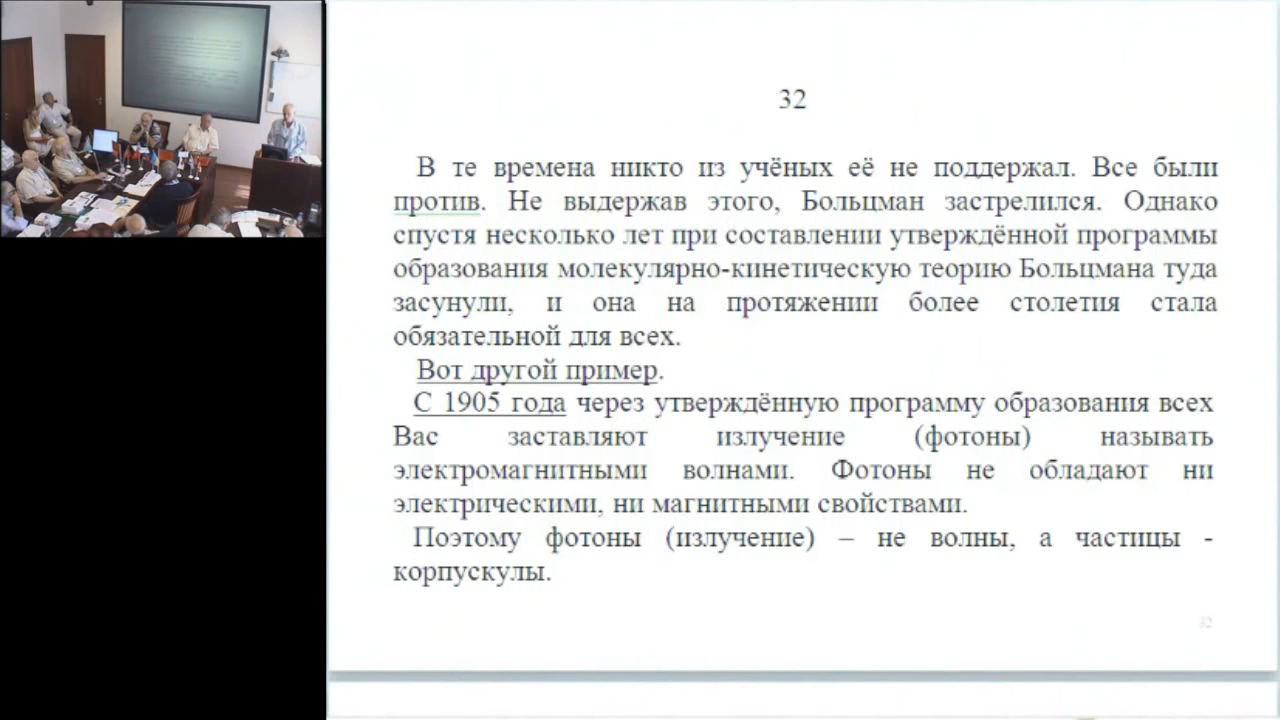 32
В те времена никто из учёных её не поддержал. Все были
против. Не выдержав этого, Больцман застрелился. Однако
спустя несколько лет при составлении утверждённой программы
образования молекулярно-кинетическую теорию Больцмана туда
засунули, и она на протяжении более столетия стала
обязательной для всех.
Вот другой пример.
С 1905 года через утверждённую программу образования всех
Вас заставляют излучение (фотоны) называть
электромагнитными волнами. Фотоны не обладают ни
электрическими, ни магнитными свойствами.
Поэтому фотоны (излучение) – не волны, а частицы -
корпускулы.
32